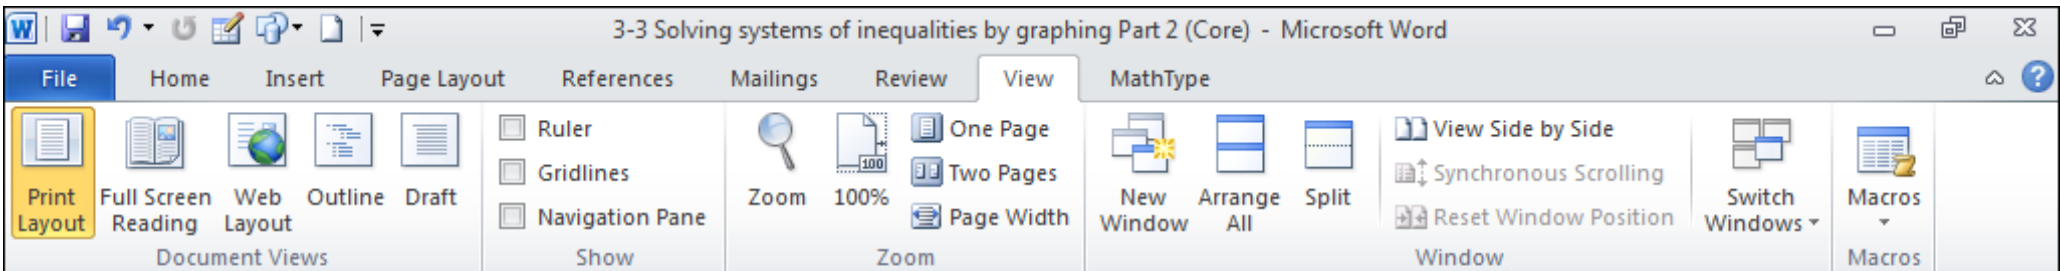 W
3-3 Solving systems of inequalities by graphing Part 2 (Core) - Microsoft Word
File Home Insert Page Layout References Mailings Review View MathType
?
Print Layout
Full Screen Reading
Web Layout
Outline
Draft
Document Views
Ruler
Gridlines
Navigation Pane
Show
Zoom
100
100%
One Page
Two Pages
Page Width
Zoom
New Window
Arrange All
Split
View Side by Side
Synchronous Scrolling
Reset Window Position
Switch Windows
Window
Macros
Macros